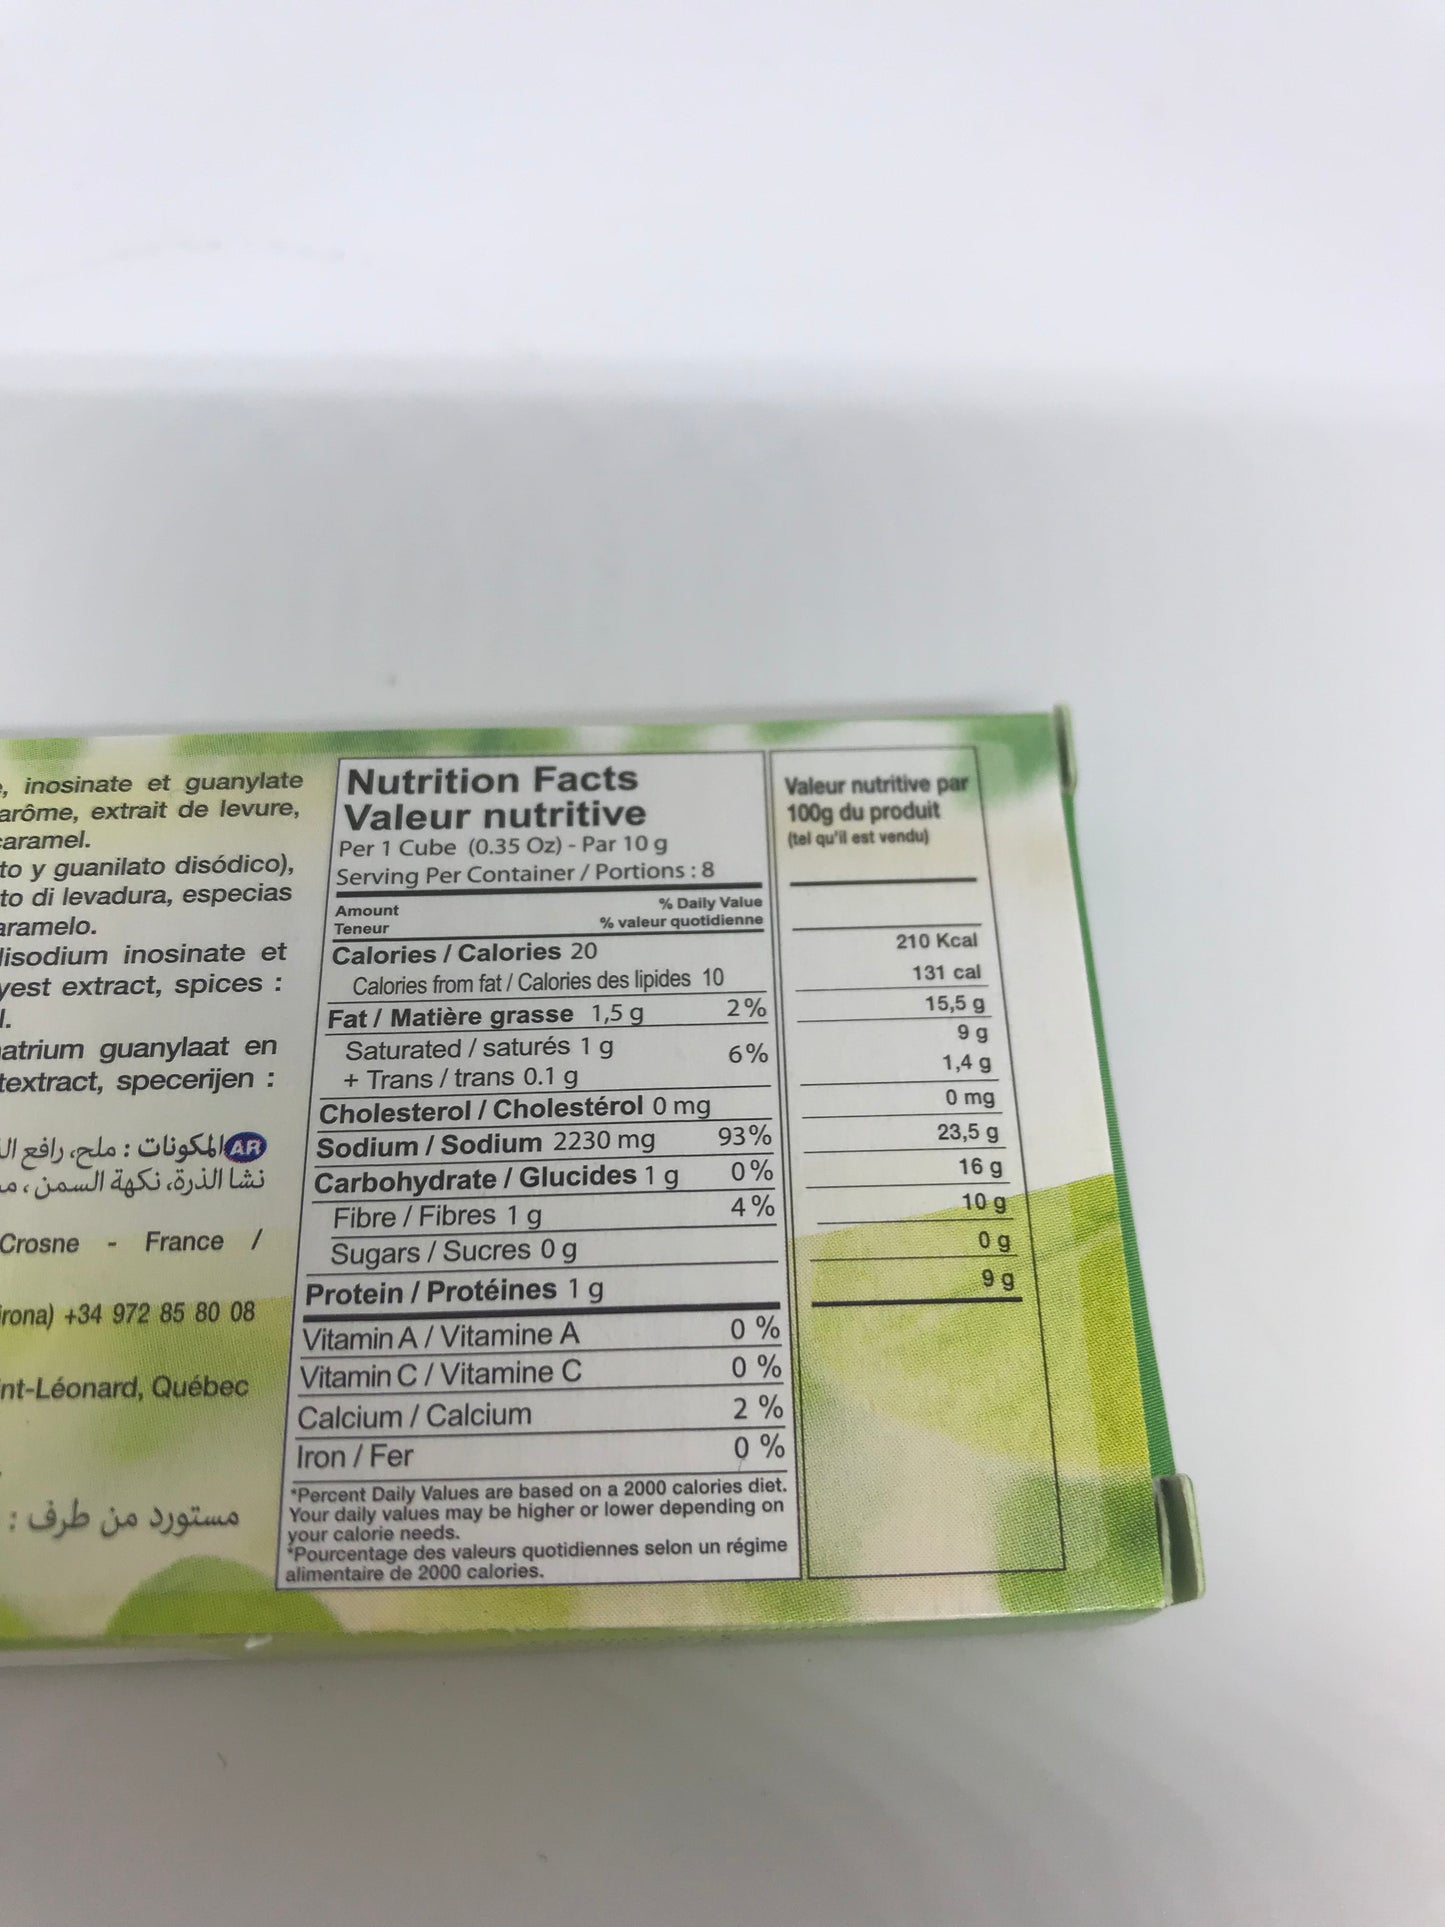 inosinate et guanylate
arôme, extrait de levure,
caramel.
to y guanilato disódico),
to di levadura, especias
aramelo.
disodium inosinate et
yest extract, spices :
l.
atrium guanylaat en
textract, specerijen :
AR المكونات : ملح، رافع
نشا الذرة، نكهة السمن،
Crosne - France /
irona) +34 972 85 80 08
nt-Léonard, Québec
مستورد من طرف :
Nutrition Facts
Valeur nutritive
Per 1 Cube (0.35 Oz) - Par 10 g
Serving Per Container / Portions : 8
Amount % Daily Value
Teneur % valeur quotidienne
Calories / Calories 20
Calories from fat / Calories des lipides 10
Fat / Matière grasse 1,5 g 2%
Saturated / saturés 1 g 6%
+ Trans / trans 0.1 g
Cholesterol / Cholestérol 0 mg
Sodium / Sodium 2230 mg 93%
Carbohydrate / Glucides 1 g 0%
Fibre / Fibres 1 g 4%
Sugars / Sucres 0 g
Protein / Protéines 1 g
Vitamin A / Vitamine A 0 %
Vitamin C / Vitamine C 0 %
Calcium / Calcium 2 %
Iron / Fer 0 %
*Percent Daily Values are based on a 2000 calories diet.
Your daily values may be higher or lower depending on
your calorie needs.
*Pourcentage des valeurs quotidiennes selon un régime
alimentaire de 2000 calories.
Valeur nutritive par
100g du produit
(tel qu'il est vendu)
210 Kcal
131 cal
15,5 g
9 g
1,4 g
0 mg
23,5 g
16 g
10 g
0 g
9 g